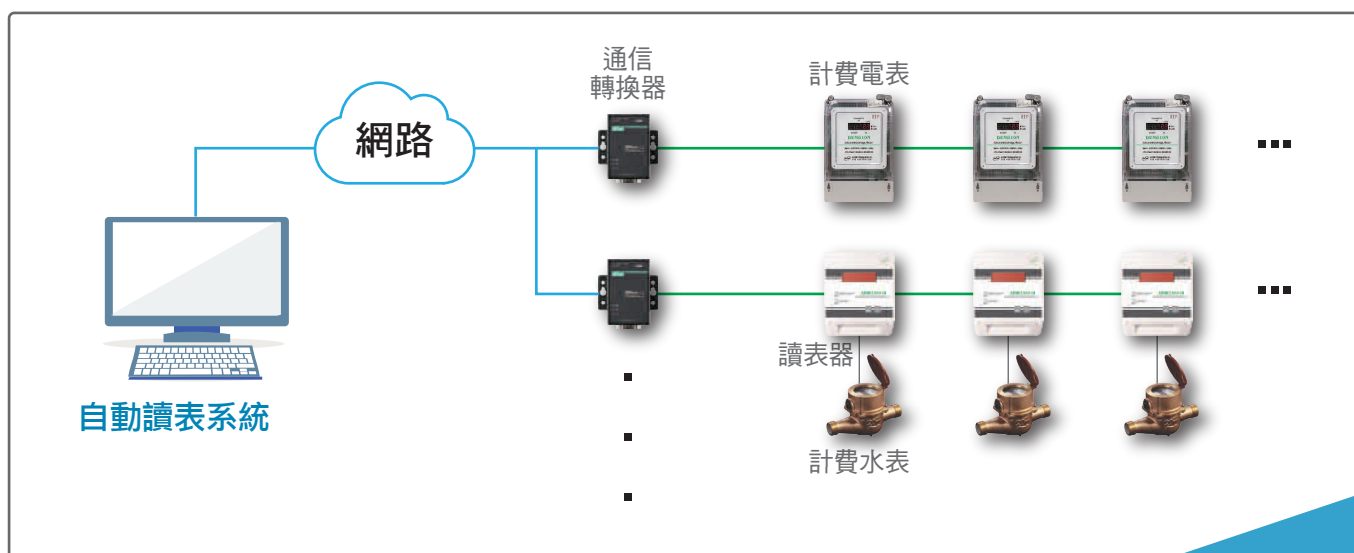 通信
轉換器
計費電表
網路
讀表器
自動讀表系統
計費水表